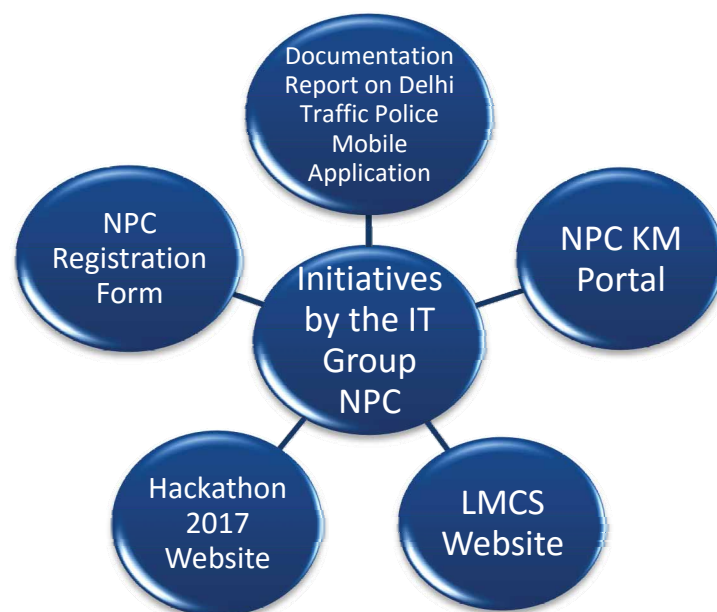 Documentation
Report on Delhi
Traffic Police
Mobile
Application
NPC
Registration
Form
NPC KM
Portal
Initiatives
by the IT
Group
NPC
Hackathon
2017
Website
LMCS
Website